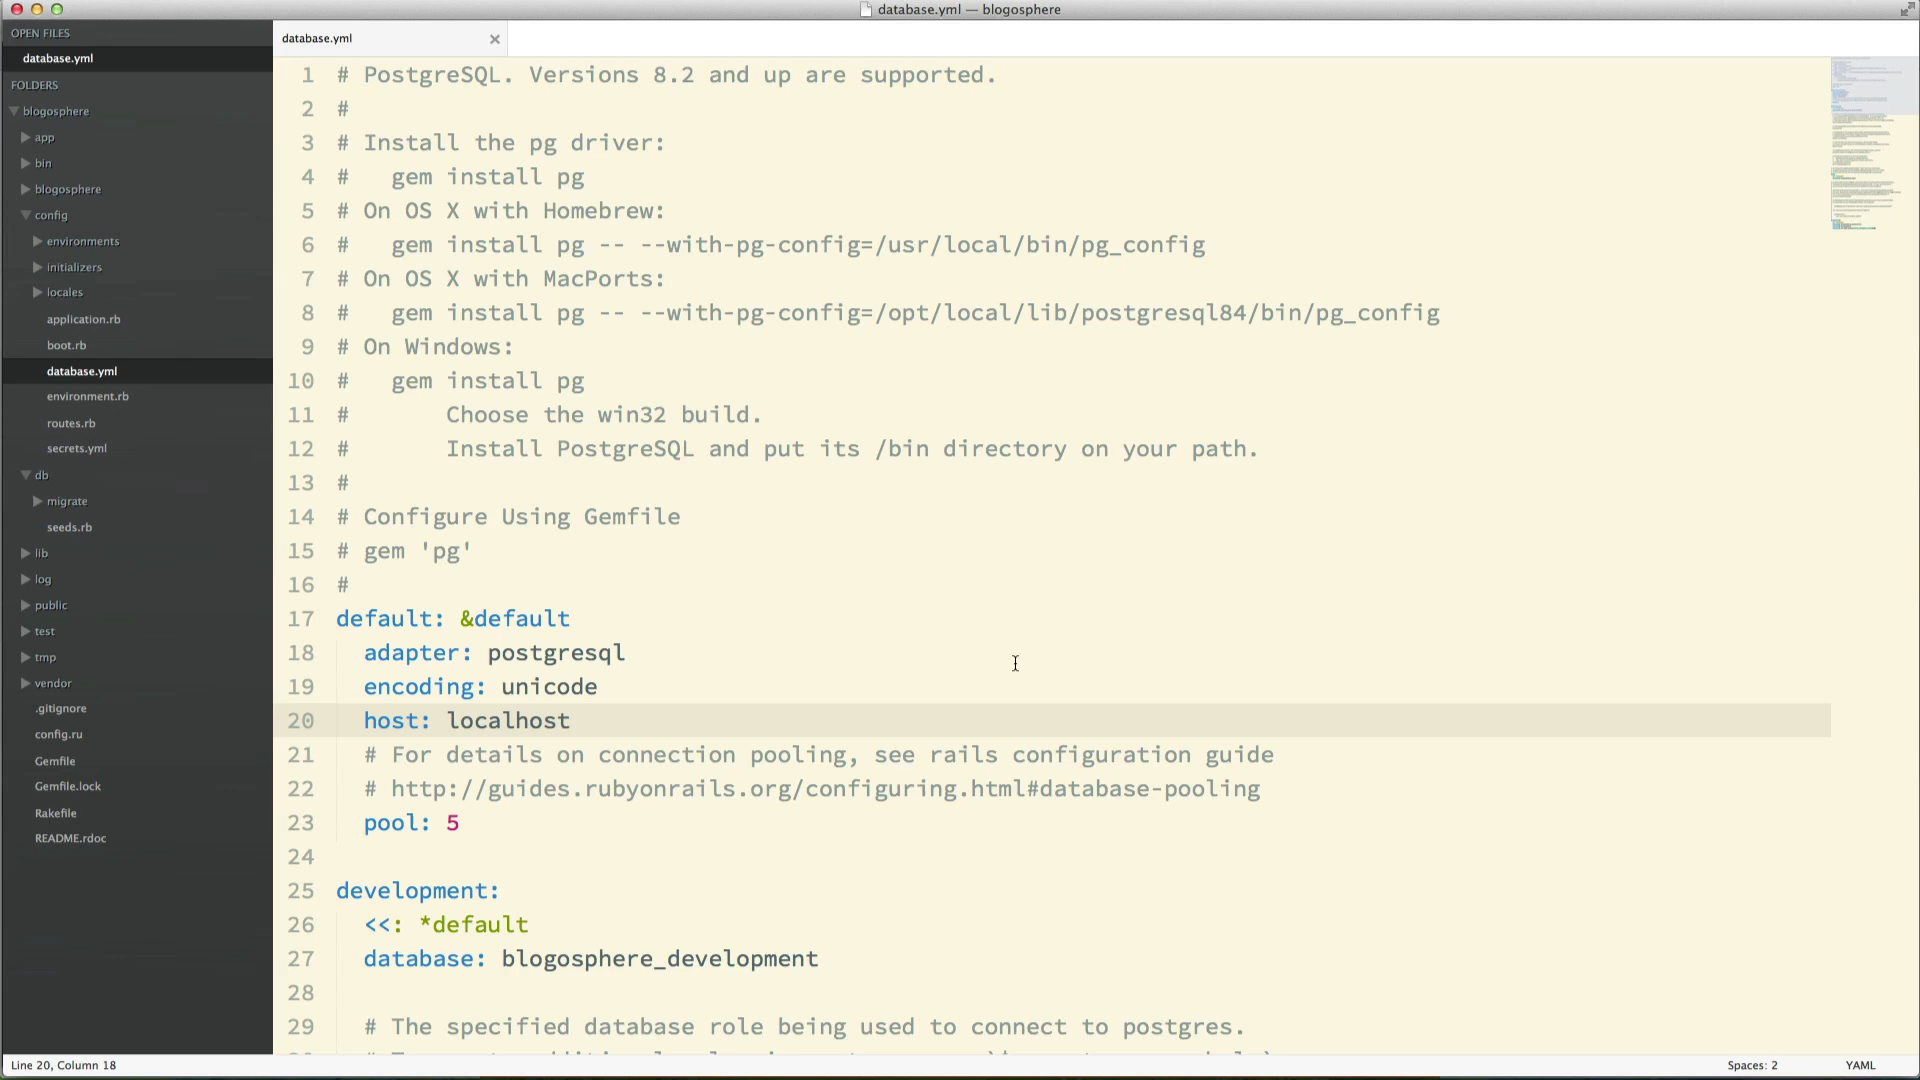 database.yml — blogosphere
OPEN FILES
database.yml
FOLDERS
blogosphere
app
bin
blogosphere
config
environments
initializers
locales
application.rb
boot.rb
database.yml
environment.rb
routes.rb
secrets.yml
db
migrate
seeds.rb
lib
log
public
test
tmp
vendor
.gitignore
config.ru
Gemfile
Gemfile.lock
Rakefile
README.rdoc
database.yml
1 # PostgreSQL. Versions 8.2 and up are supported.
2 #
3 # Install the pg driver:
4 #   gem install pg
5 # On OS X with Homebrew:
6 #   gem install pg -- --with-pg-config=/usr/local/bin/pg_config
7 # On OS X with MacPorts:
8 #   gem install pg -- --with-pg-config=/opt/local/lib/postgresql84/bin/pg_config
9 # On Windows:
10 #   gem install pg
11 #       Choose the win32 build.
12 #       Install PostgreSQL and put its /bin directory on your path.
13 #
14 # Configure Using Gemfile
15 # gem 'pg'
16 #
17 default: &default
18   adapter: postgresql
19   encoding: unicode
20   host: localhost
21   # For details on connection pooling, see rails configuration guide
22   # http://guides.rubyonrails.org/configuring.html#database-pooling
23   pool: 5
24
25 development:
26   <<: *default
27   database: blogosphere_development
28
29   # The specified database role being used to connect to postgres.
Line 20, Column 18
Spaces: 2
YAML